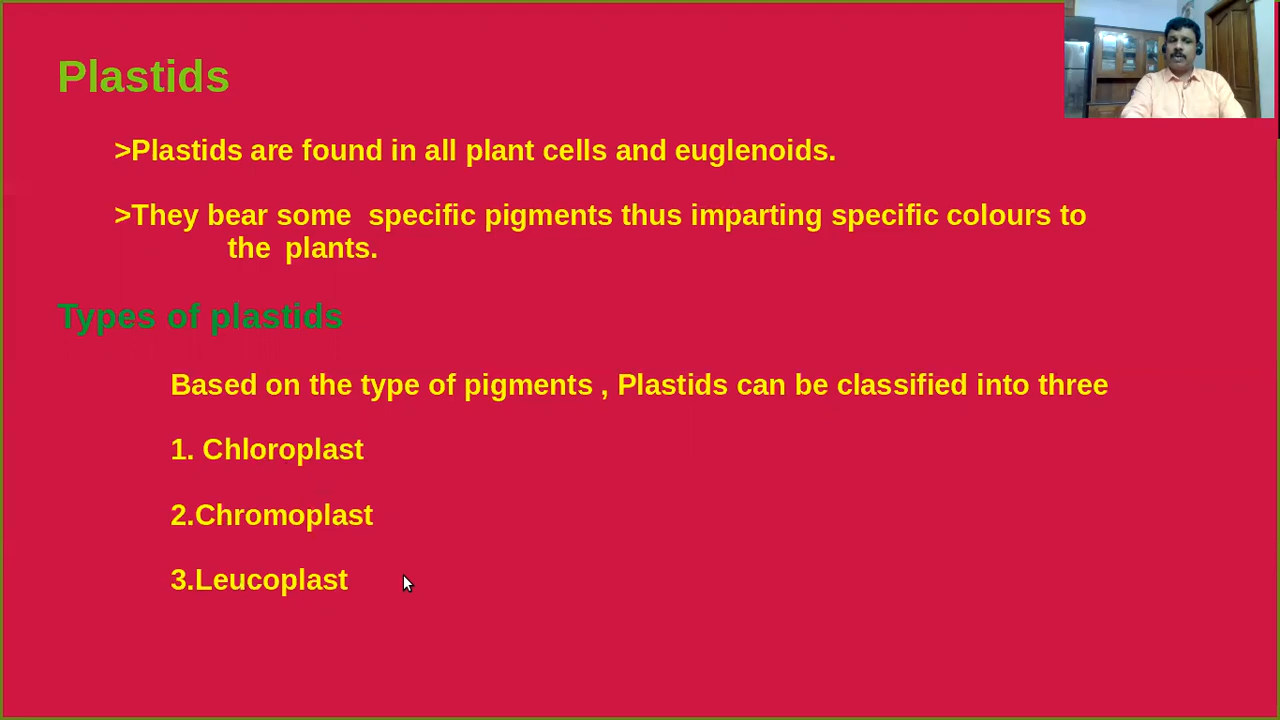 Plastids
>Plastids are found in all plant cells and euglenoids.
>They bear some  specific pigments thus imparting specific colours to
the  plants.
Types of plastids
Based on the type of pigments , Plastids can be classified into three
1. Chloroplast
2.Chromoplast
3.Leucoplast